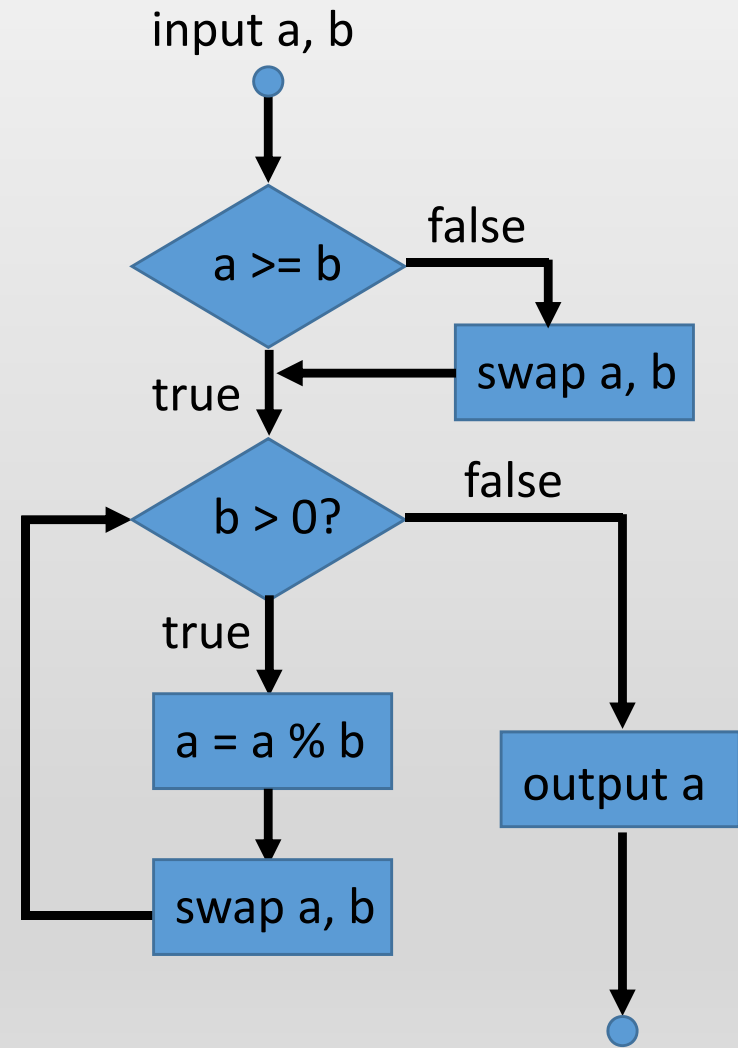 input a, b
a >= b
false
swap a, b
true
b > 0?
false
true
a = a % b
output a
swap a, b